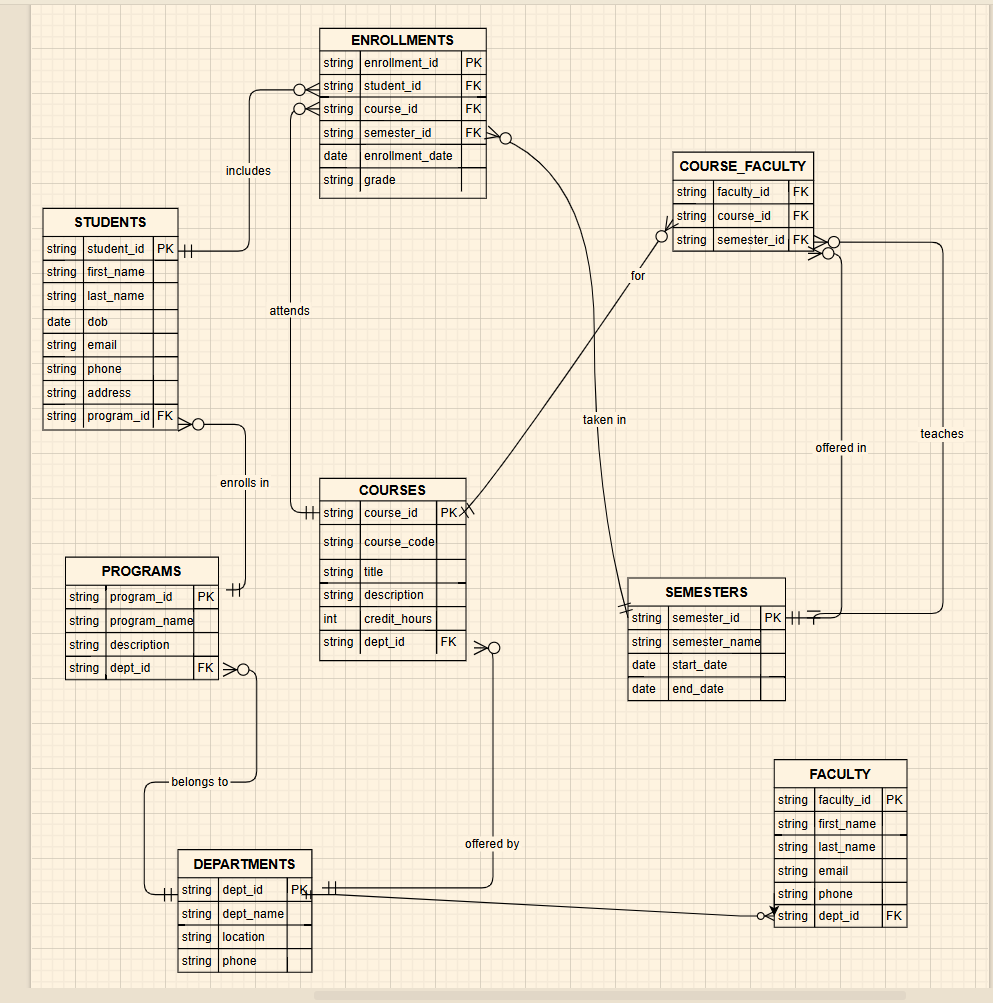 ENROLLMENTS
string enrollment_id PK
string student_id FK
string course_id FK
string semester_id FK
date enrollment_date
string grade
includes
COURSE_FACULTY
string faculty_id FK
string course_id FK
string semester_id FK
STUDENTS
string student_id PK
string first_name
string last_name
date dob
string email
string phone
string address
string program_id FK
for
attends
taken in
teaches
offered in
enrolls in
COURSES
string course_id PK
string course_code
string title
string description
int credit_hours
string dept_id FK
PROGRAMS
string program_id PK
string program_name
string description
string dept_id FK
SEMESTERS
string semester_id PK
string semester_name
date start_date
date end_date
belongs to
offered by
FACULTY
string faculty_id PK
string first_name
string last_name
string email
string phone
string dept_id FK
DEPARTMENTS
string dept_id PK
string dept_name
string location
string phone